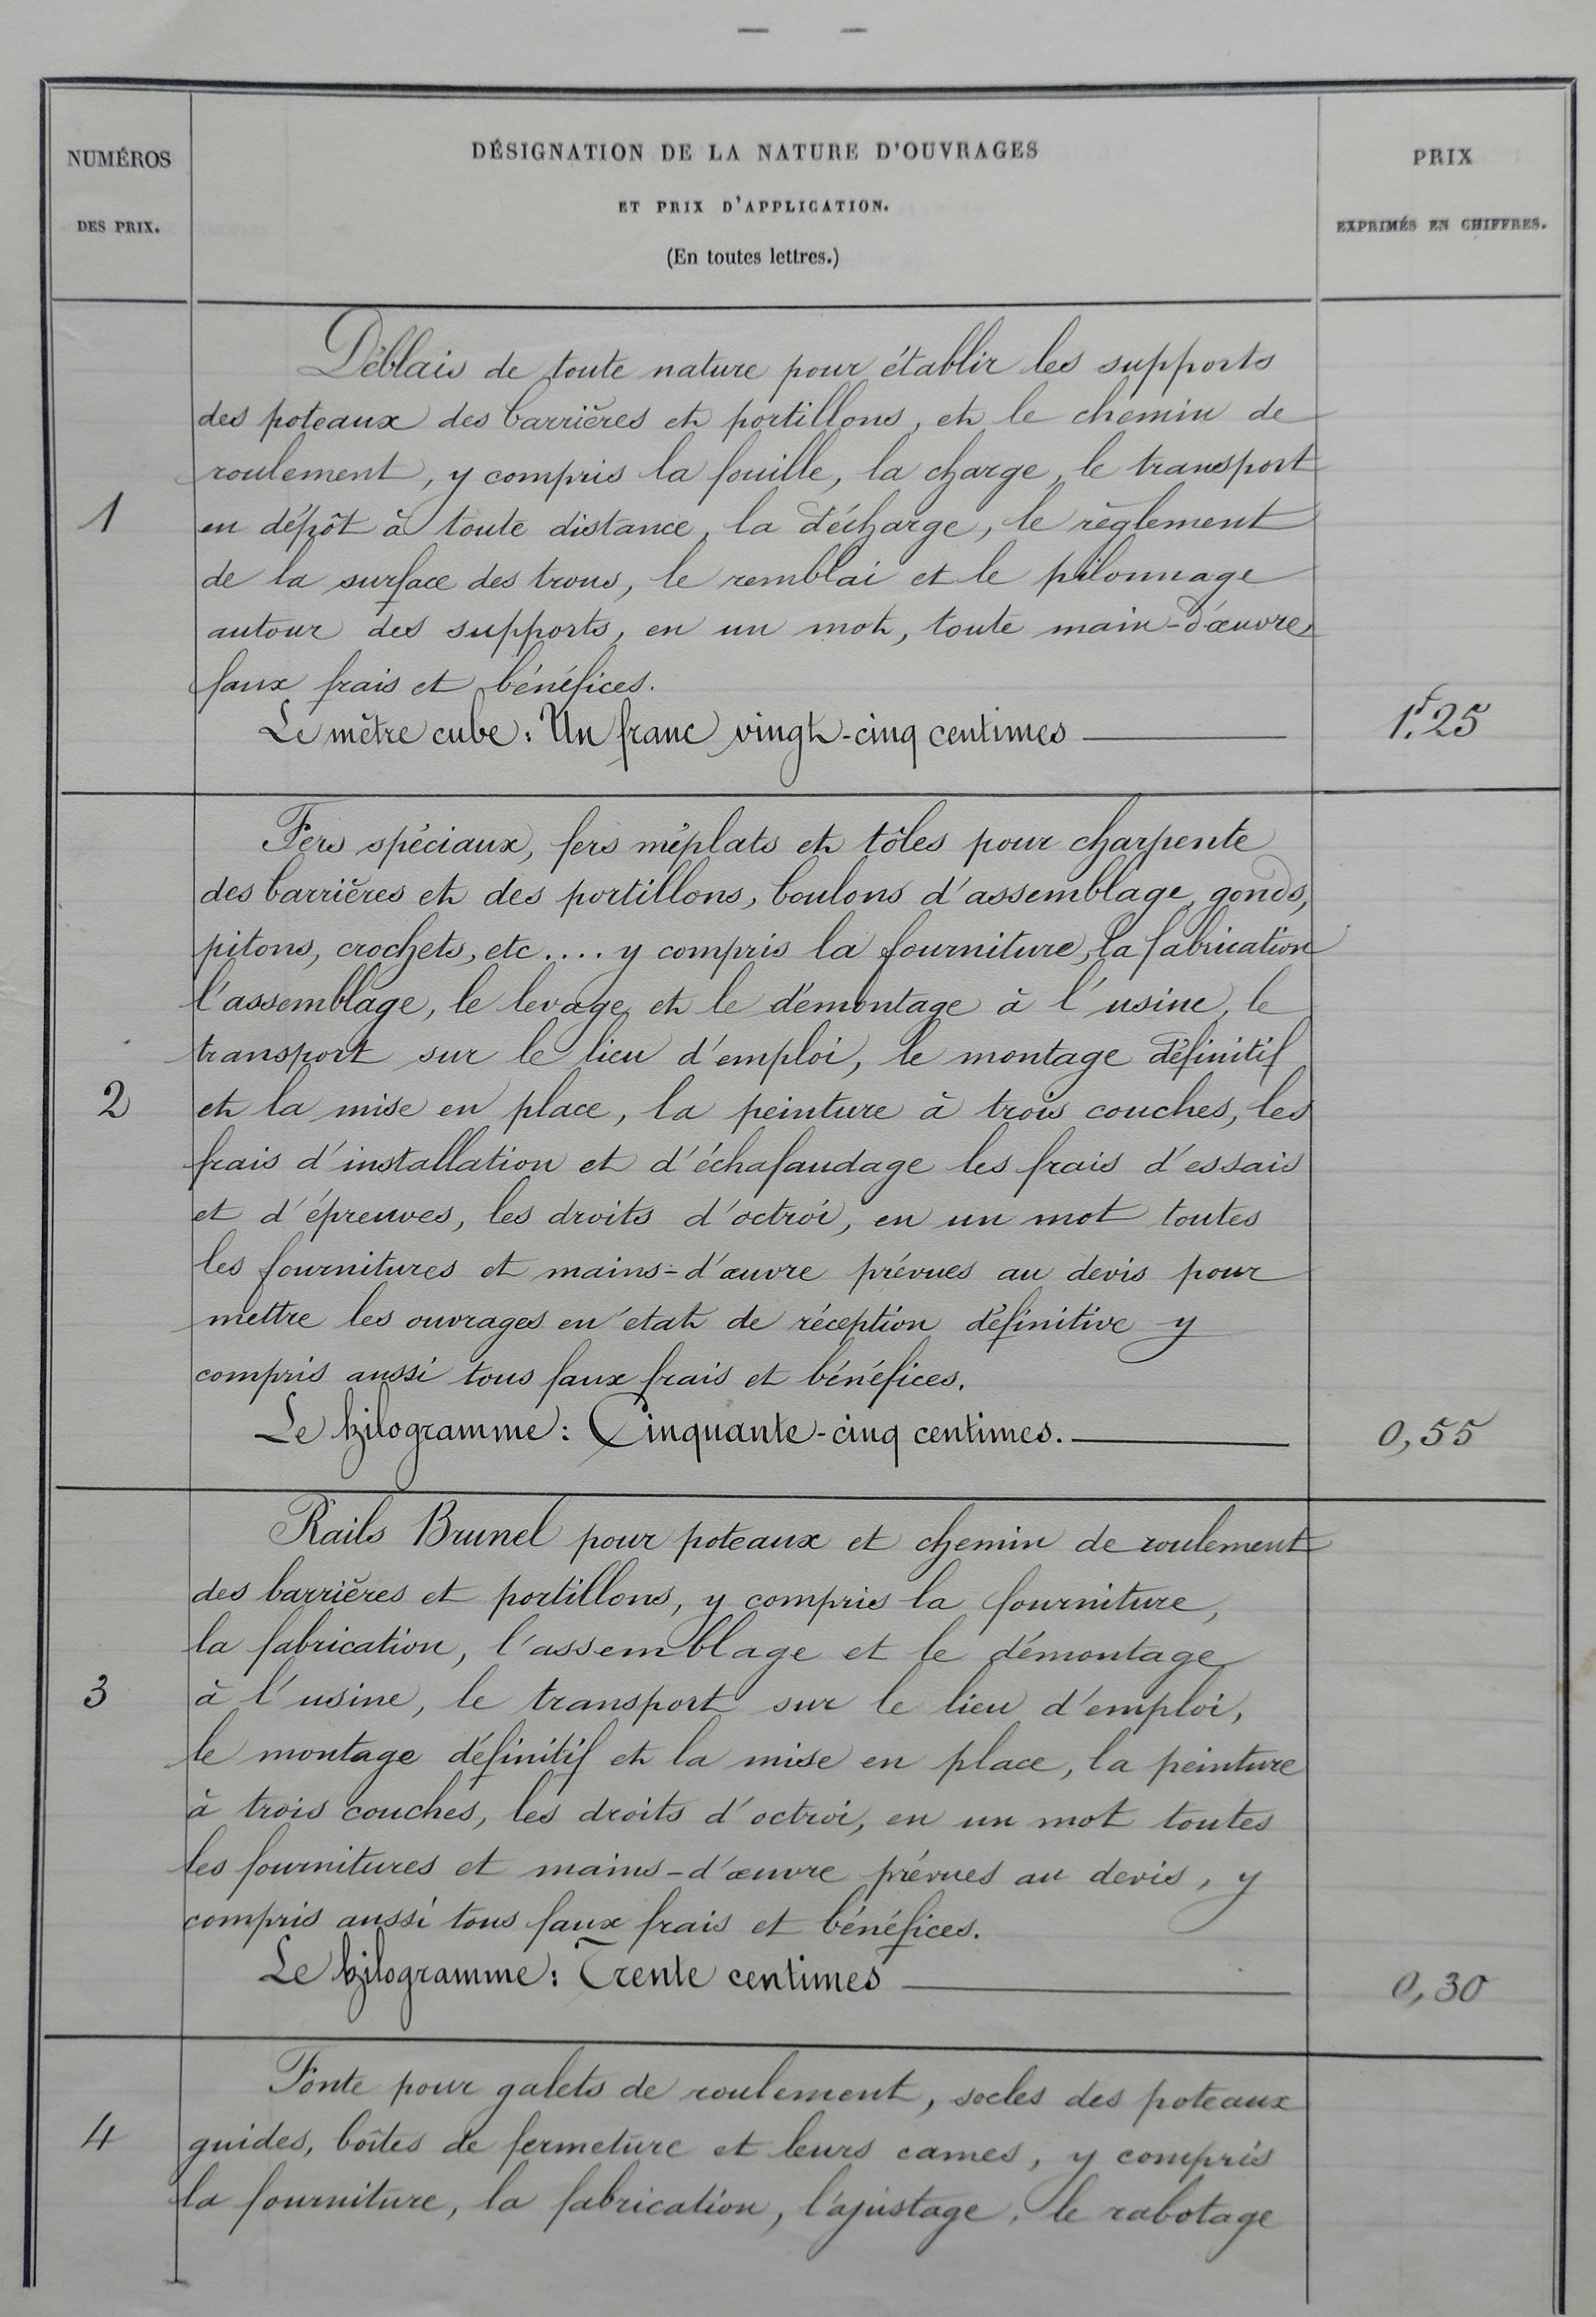 — —
NUMÉROS
DES PRIX.
DÉSIGNATION DE LA NATURE D'OUVRAGES
ET PRIX D'APPLICATION.
(En toutes lettres.)
PRIX
EXPRIMÉS EN CHIFFRES.
1
Déblais de toute nature pour établir les supports
des poteaux des barrières et portillons, et le chemin de
roulement, y compris la fouille, la charge, le transport
en dépôt à toute distance, la décharge, le règlement
de la surface des trous, le remblai et le pilonnage
autour des supports, en un mot, toute main-d'œuvre,
faux frais et bénéfices.
Le mètre cube : Un franc vingt-cinq centimes
1f.25
2
Fers spéciaux, fers méplats et tôles pour charpente
des barrières et des portillons, boulons d'assemblage, gonds,
pitons, crochets, etc.... y compris la fourniture, la fabrication
l'assemblage, le levage et le démontage à l'usine, le
transport sur le lieu d'emploi, le montage définitif
et la mise en place, la peinture à trois couches, les
frais d'installation et d'échafaudage les frais d'essais
et d'épreuves, les droits d'octroi, en un mot toutes
les fournitures et mains-d'œuvre prévues au devis pour
mettre les ouvrages en état de réception définitive y
compris aussi tous faux frais et bénéfices.
Le kilogramme : Cinquante-cinq centimes.
0,55
3
Rails Brunel pour poteaux et chemin de roulement
des barrières et portillons, y compris la fourniture,
la fabrication, l'assemblage et le démontage
à l'usine, le transport sur le lieu d'emploi,
le montage définitif et la mise en place, la peinture
à trois couches, les droits d'octroi, en un mot toutes
les fournitures et mains-d'œuvre prévues au devis, y
compris aussi tous faux frais et bénéfices.
Le kilogramme : Trente centimes
0,30
4
Fonte pour galets de roulement, socles des poteaux
guides, boîtes de fermeture et leurs cames, y compris
la fourniture, la fabrication, l'ajustage, le rabotage